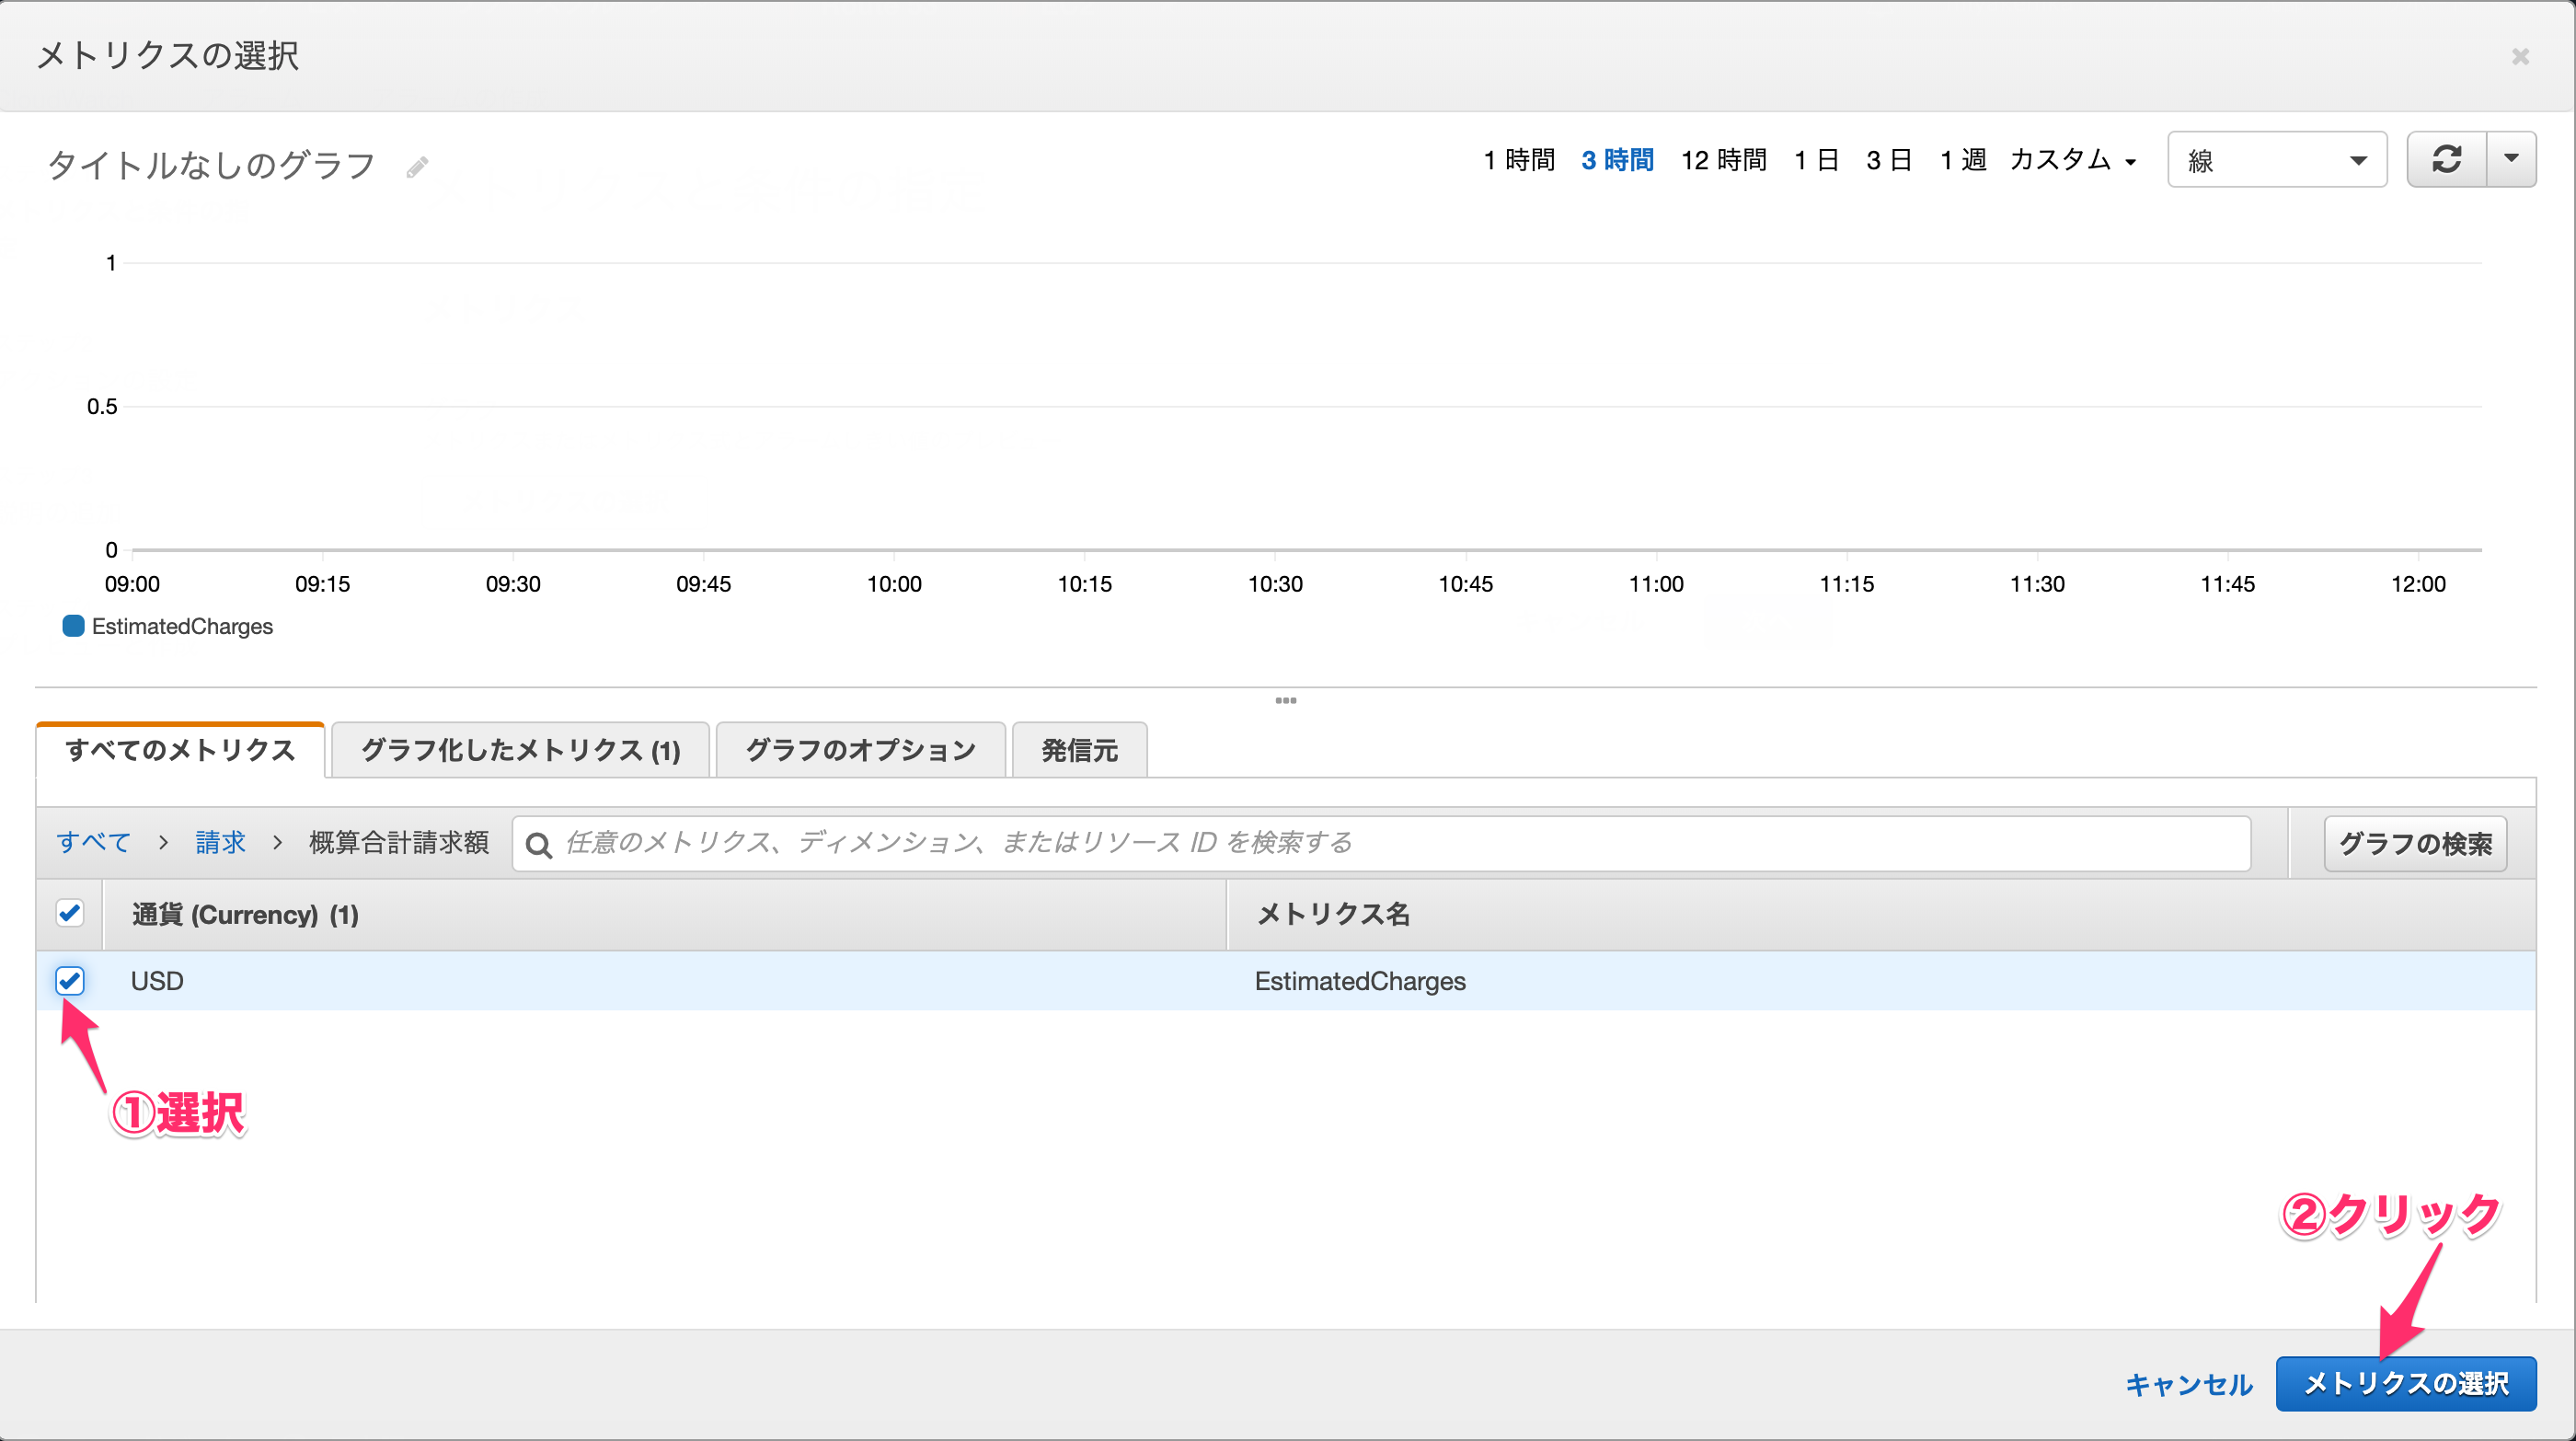 メトリクスの選択
タイトルなしのグラフ
1 時間 3 時間 12 時間 1 日 3 日 1 週 カスタム 線
1
0.5
0
09:00 09:15 09:30 09:45 10:00 10:15 10:30 10:45 11:00 11:15 11:30 11:45 12:00
EstimatedCharges
すべてのメトリクス グラフ化したメトリクス (1) グラフのオプション 発信元
すべて > 請求 > 概算合計請求額 任意のメトリクス、ディメンション、またはリソース ID を検索する グラフの検索
通貨 (Currency) (1) メトリクス名
USD EstimatedCharges
①選択
②クリック
キャンセル メトリクスの選択